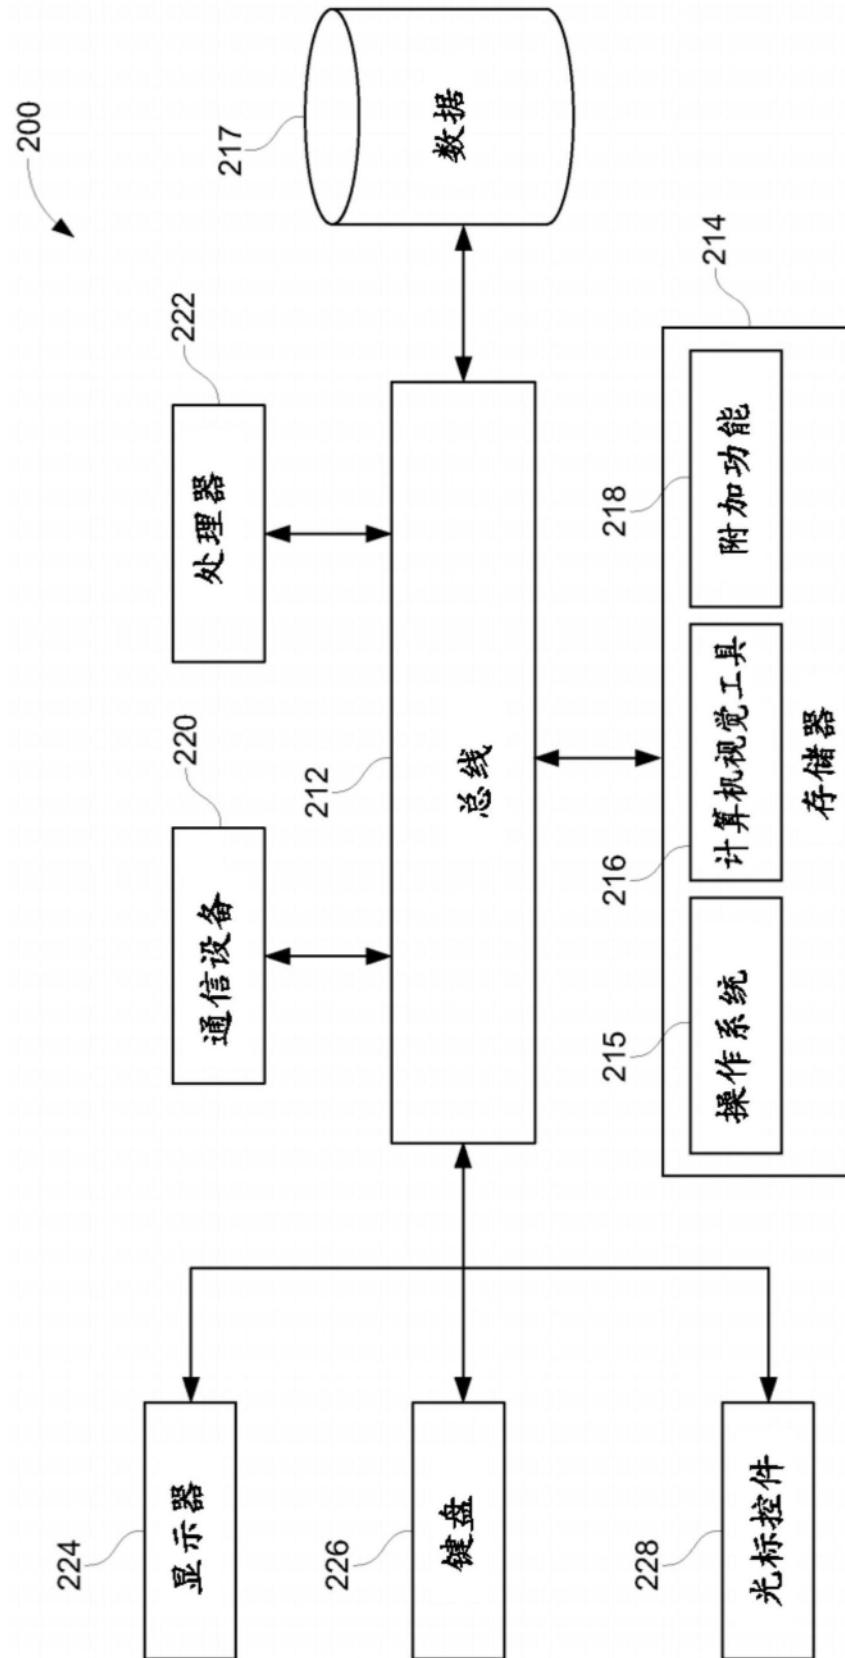 200
224
显示器
226
键盘
228
光标控件
220
通信设备
222
处理器
212
总线
217
数据
215
操作系统
216
计算机视觉工具
218
附加功能
214
存储器